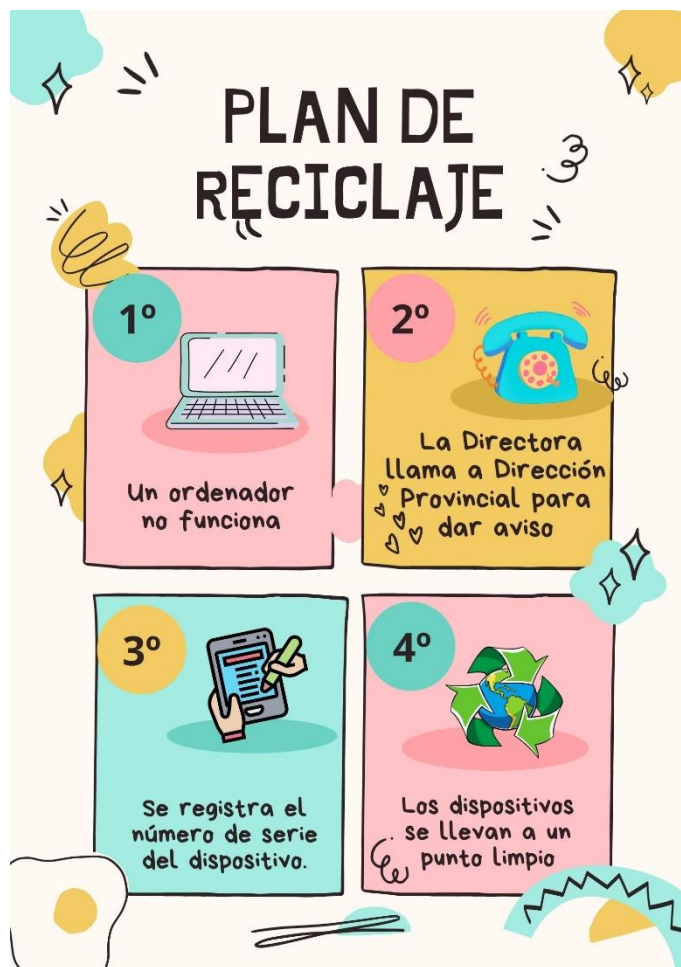 PLAN DE
RECICLAJE
1º
Un ordenador
no funciona
2º
La Directora
llama a Dirección
Provincial para
dar aviso
3º
Se registra el
número de serie
del dispositivo.
4º
Los dispositivos
se llevan a un
punto limpio